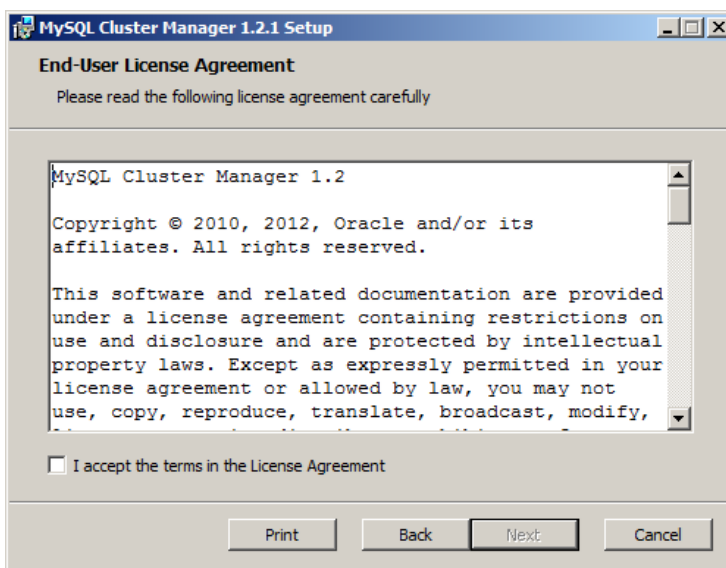 MySQL Cluster Manager 1.2.1 Setup
End-User License Agreement
Please read the following license agreement carefully
MySQL Cluster Manager 1.2
Copyright © 2010, 2012, Oracle and/or its
affiliates. All rights reserved.
This software and related documentation are provided
under a license agreement containing restrictions on
use and disclosure and are protected by intellectual
property laws. Except as expressly permitted in your
license agreement or allowed by law, you may not
use, copy, reproduce, translate, broadcast, modify,
I accept the terms in the License Agreement
Print Back Next Cancel